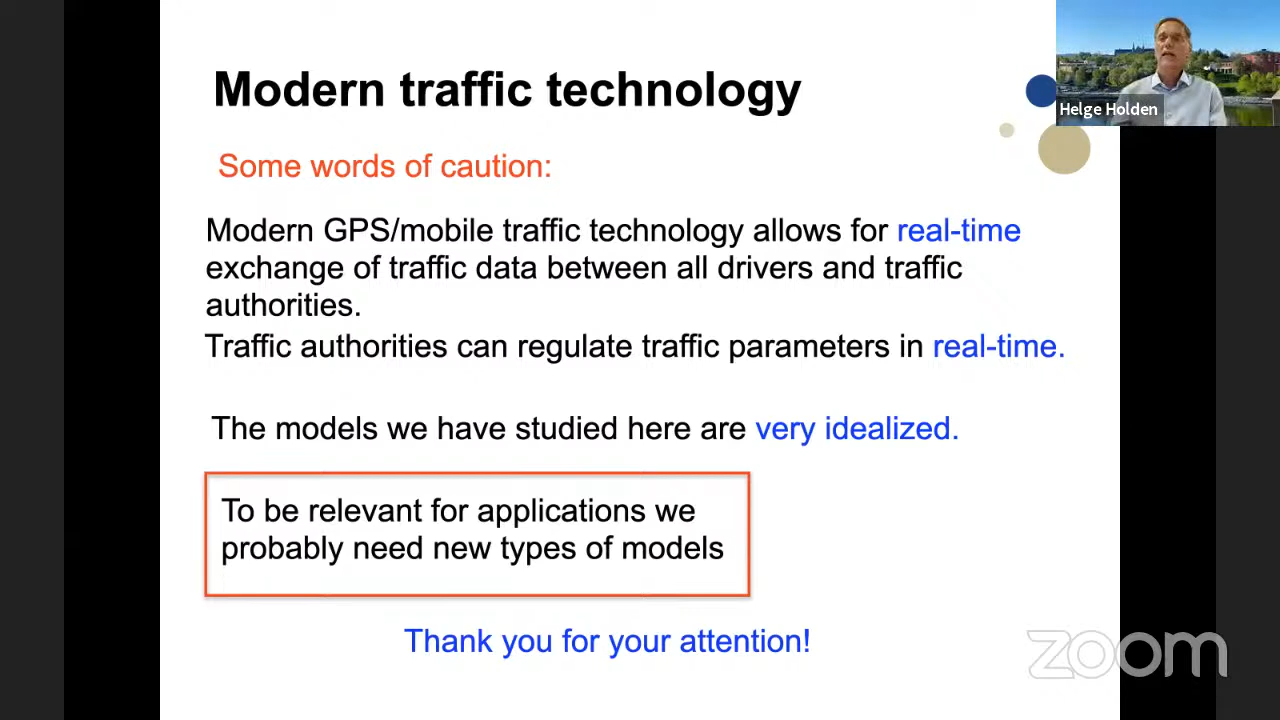 Modern traffic technology
Helge Holden
Some words of caution:
Modern GPS/mobile traffic technology allows for real-time
exchange of traffic data between all drivers and traffic
authorities.
Traffic authorities can regulate traffic parameters in real-time.
The models we have studied here are very idealized.
To be relevant for applications we
probably need new types of models
Thank you for your attention!
zoom